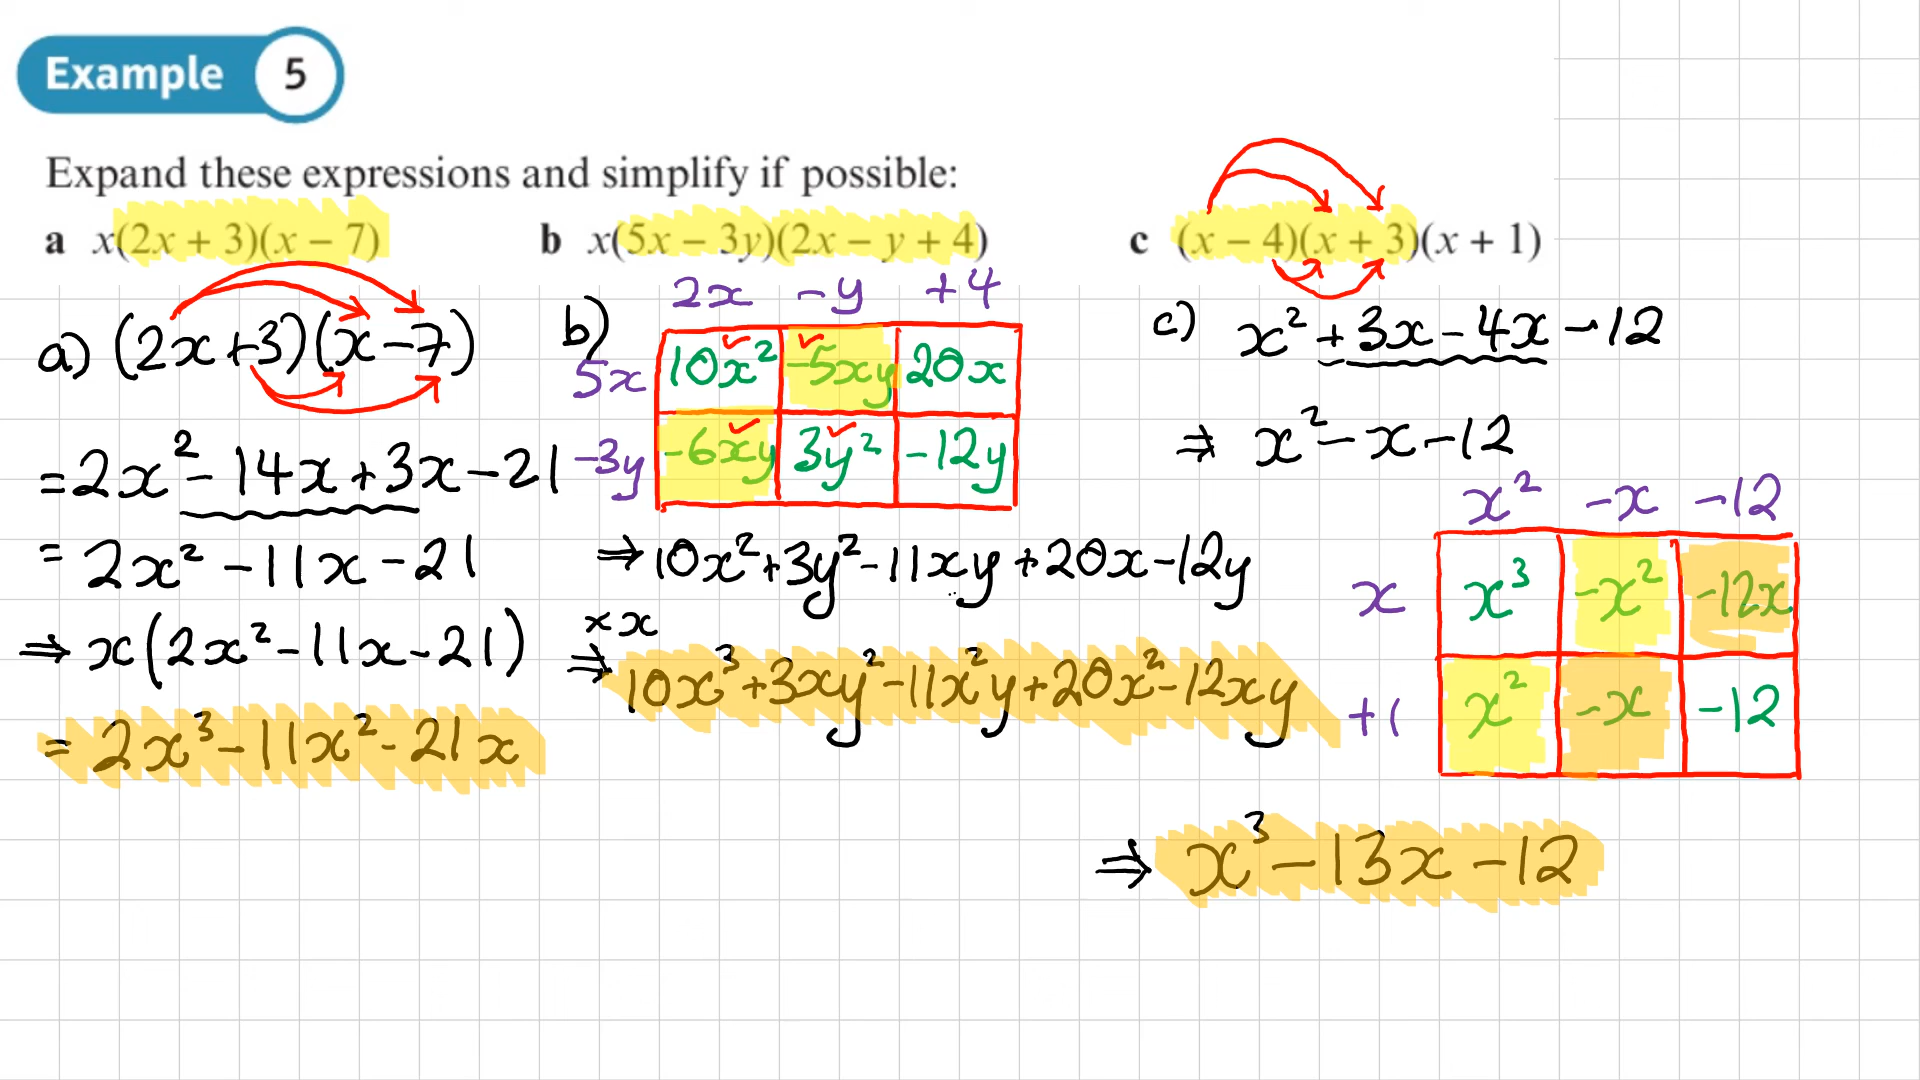 Example 5
Expand these expressions and simplify if possible:
a x(2x + 3)(x − 7)
b x(5x − 3y)(2x − y + 4)
c (x − 4)(x + 3)(x + 1)
a) (2x+3)(x−7)
=2x²−14x+3x−21
= 2x²−11x−21
⇒ x(2x²−11x−21)
= 2x³−11x²−21x
b)
2x −y +4
5x 10x² −5xy 20x
−3y −6xy 3y² −12y
⇒ 10x²+3y²−11xy+20x−12y
×x
⇒ 10x³+3xy²−11x²y+20x²−12xy
c) x²+3x−4x−12
⇒ x²−x−12
x² −x −12
x x³ −x² −12x
+1 x² −x −12
⇒ x³−13x−12